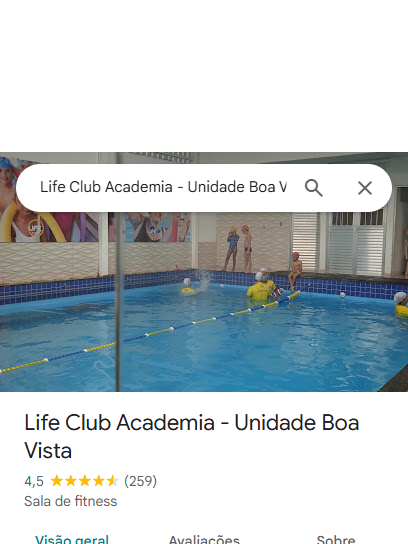 Life Club Academia - Unidade Boa V
LIFE
Life Club Academia - Unidade Boa
Vista
4,5 (259)
Sala de fitness
Visão geral Avaliações Sobre